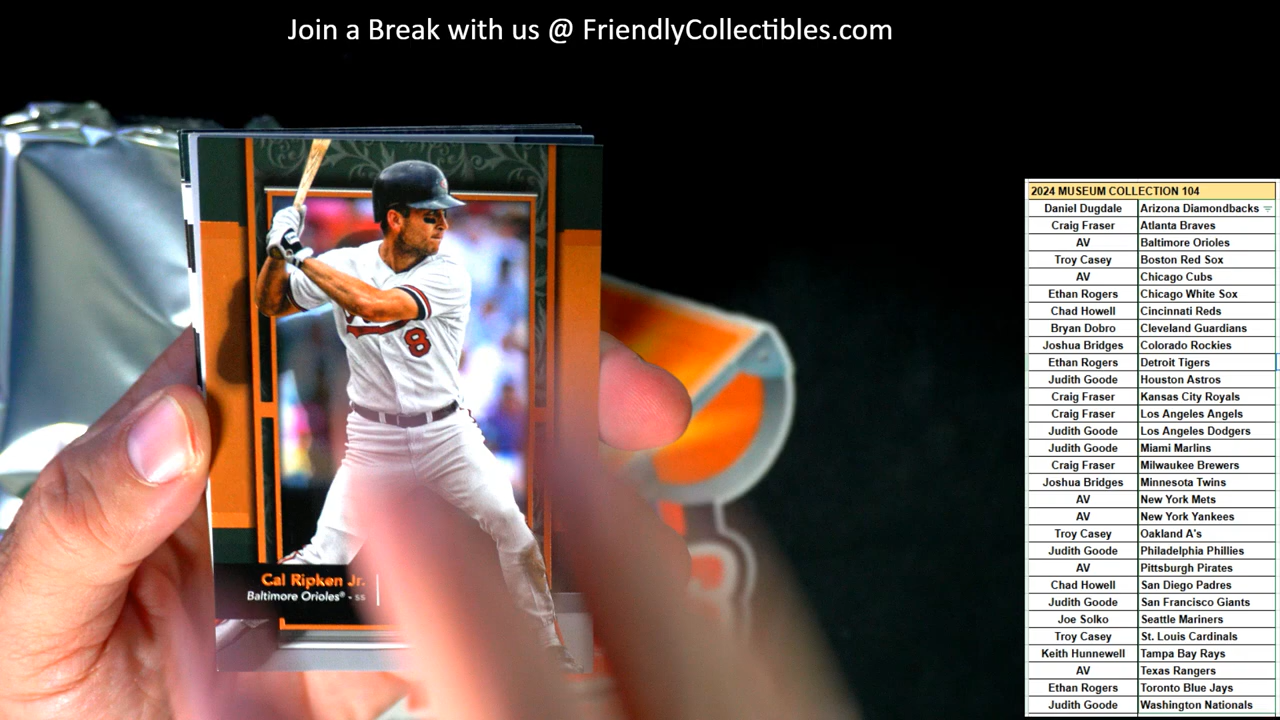 Join a Break with us @ FriendlyCollectibles.com
8
Cal Ripken Jr.
Baltimore Orioles® - SS
2024 MUSEUM COLLECTION 104
Daniel Dugdale Arizona Diamondbacks
Craig Fraser Atlanta Braves
AV Baltimore Orioles
Troy Casey Boston Red Sox
AV Chicago Cubs
Ethan Rogers Chicago White Sox
Chad Howell Cincinnati Reds
Bryan Dobro Cleveland Guardians
Joshua Bridges Colorado Rockies
Ethan Rogers Detroit Tigers
Judith Goode Houston Astros
Craig Fraser Kansas City Royals
Craig Fraser Los Angeles Angels
Judith Goode Los Angeles Dodgers
Judith Goode Miami Marlins
Craig Fraser Milwaukee Brewers
Joshua Bridges Minnesota Twins
AV New York Mets
AV New York Yankees
Troy Casey Oakland A's
Judith Goode Philadelphia Phillies
AV Pittsburgh Pirates
Chad Howell San Diego Padres
Judith Goode San Francisco Giants
Joe Solko Seattle Mariners
Troy Casey St. Louis Cardinals
Keith Hunnewell Tampa Bay Rays
AV Texas Rangers
Ethan Rogers Toronto Blue Jays
Judith Goode Washington Nationals